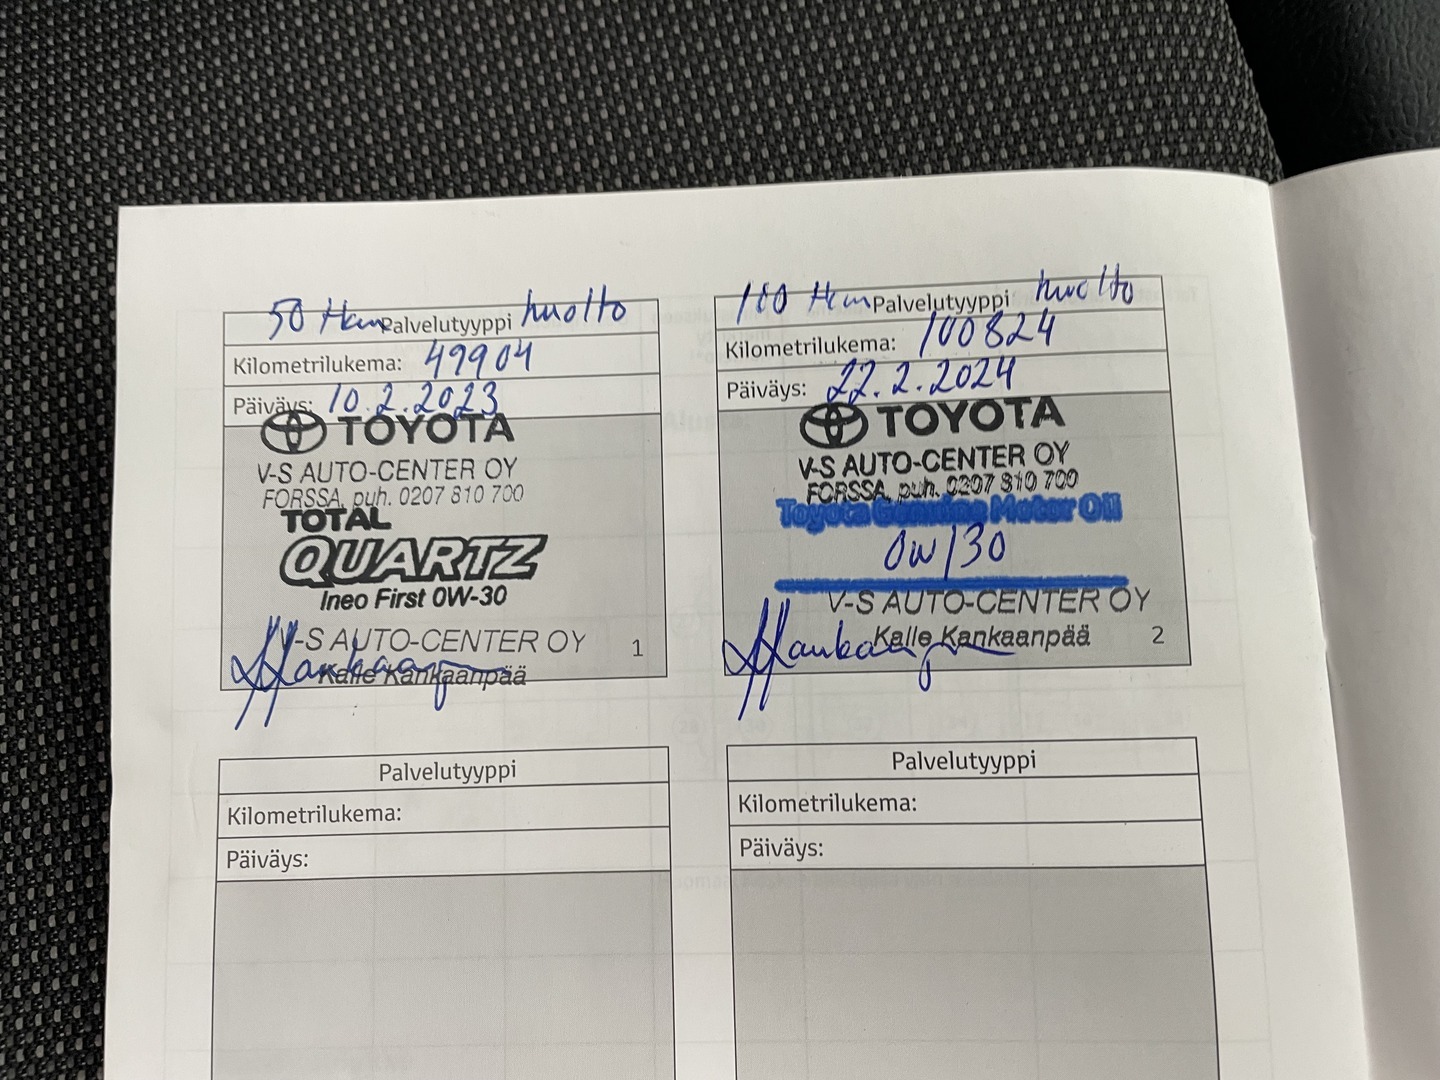 50 tkm Palvelutyyppi huolto
Kilometrilukema: 49904
Päiväys: 10.2.2023
TOYOTA
V-S AUTO-CENTER OY
FORSSA, puh. 0207 810 700
TOTAL
QUARTZ
Ineo First 0W-30
V-S AUTO-CENTER OY
Kalle Kankaanpää
1
100 tkm Palvelutyyppi huolto
Kilometrilukema: 100824
Päiväys: 22.2.2024
TOYOTA
V-S AUTO-CENTER OY
FORSSA, puh. 0207 810 700
Toyota Genuine Motor Oil
0W/30
V-S AUTO-CENTER OY
Kalle Kankaanpää
2
Palvelutyyppi
Kilometrilukema:
Päiväys:
Palvelutyyppi
Kilometrilukema:
Päiväys: